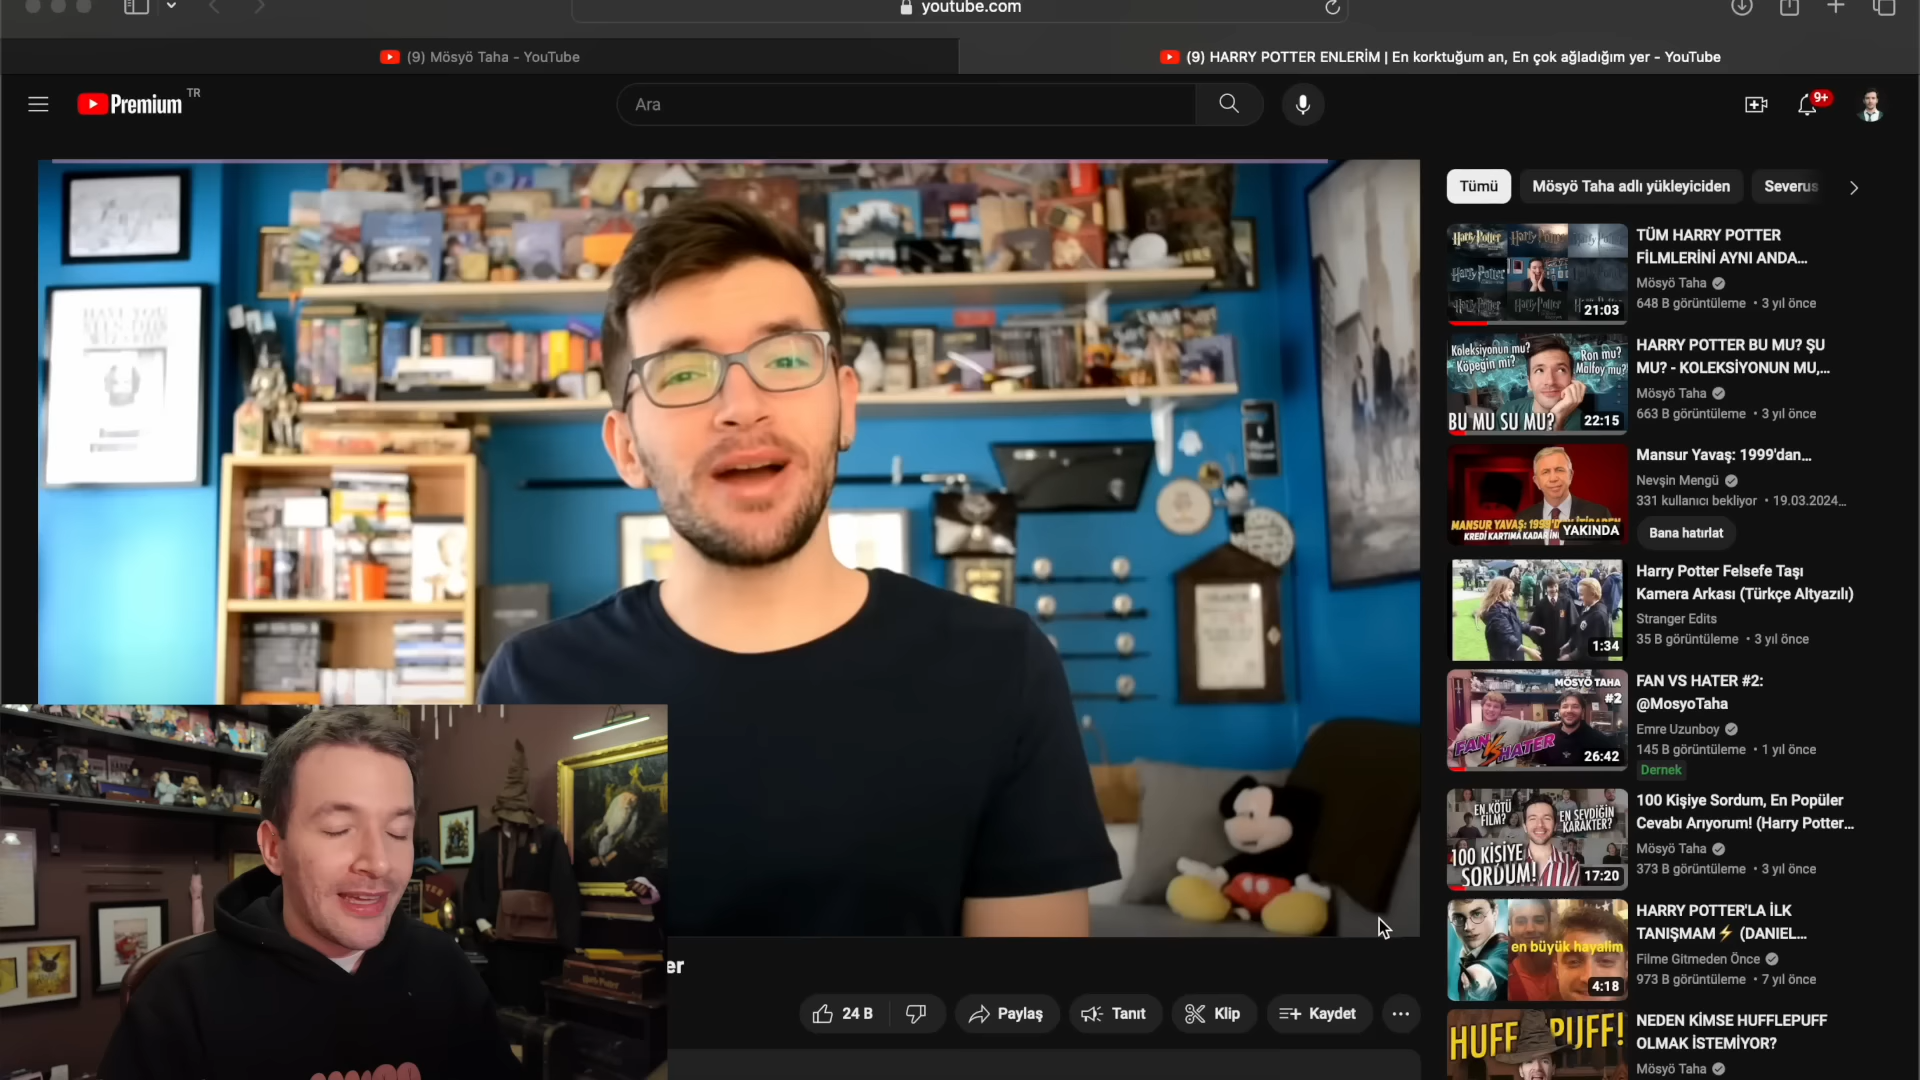 youtube.com
(9) Mösyö Taha - YouTube
(9) HARRY POTTER ENLERİM | En korktuğum an, En çok ağladığım yer - YouTube
Premium TR
Ara
9+
Tümü
Mösyö Taha adlı yükleyiciden
Severus
TÜM HARRY POTTER
FİLMLERİNİ AYNI ANDA...
Mösyö Taha
648 B görüntüleme • 3 yıl önce
Harry Potter
21:03
HARRY POTTER BU MU? ŞU
MU? - KOLEKSİYONUN MU,...
Mösyö Taha
663 B görüntüleme • 3 yıl önce
Koleksiyonun mu?
Köpeğin mi?
Ron mu?
Malfoy mu?
BU MU ŞU MU?
22:15
Mansur Yavaş: 1999'dan...
Nevşin Mengü
331 kullanıcı bekliyor • 19.03.2024...
YAKINDA
Bana hatırlat
Harry Potter Felsefe Taşı
Kamera Arkası (Türkçe Altyazılı)
Stranger Edits
35 B görüntüleme • 3 yıl önce
1:34
FAN VS HATER #2:
@MosyoTaha
Emre Uzunboy
145 B görüntüleme • 1 yıl önce
Dernek
MÖSYÖ TAHA
#2
FAN VS HATER
26:42
100 Kişiye Sordum, En Popüler
Cevabı Arıyorum! (Harry Potter...
Mösyö Taha
373 B görüntüleme • 3 yıl önce
EN KÖTÜ
FİLM?
EN SEVDİĞİN
KARAKTER?
100 KİŞİYE
SORDUM!
17:20
HARRY POTTER'LA İLK
TANIŞMAM⚡ (DANIEL...
Filme Gitmeden Önce
973 B görüntüleme • 7 yıl önce
en büyük hayalim
4:18
NEDEN KİMSE HUFFLEPUFF
OLMAK İSTEMİYOR?
Mösyö Taha
HUFF PUFF!
er
24 B
Paylaş
Tanıt
Klip
Kaydet